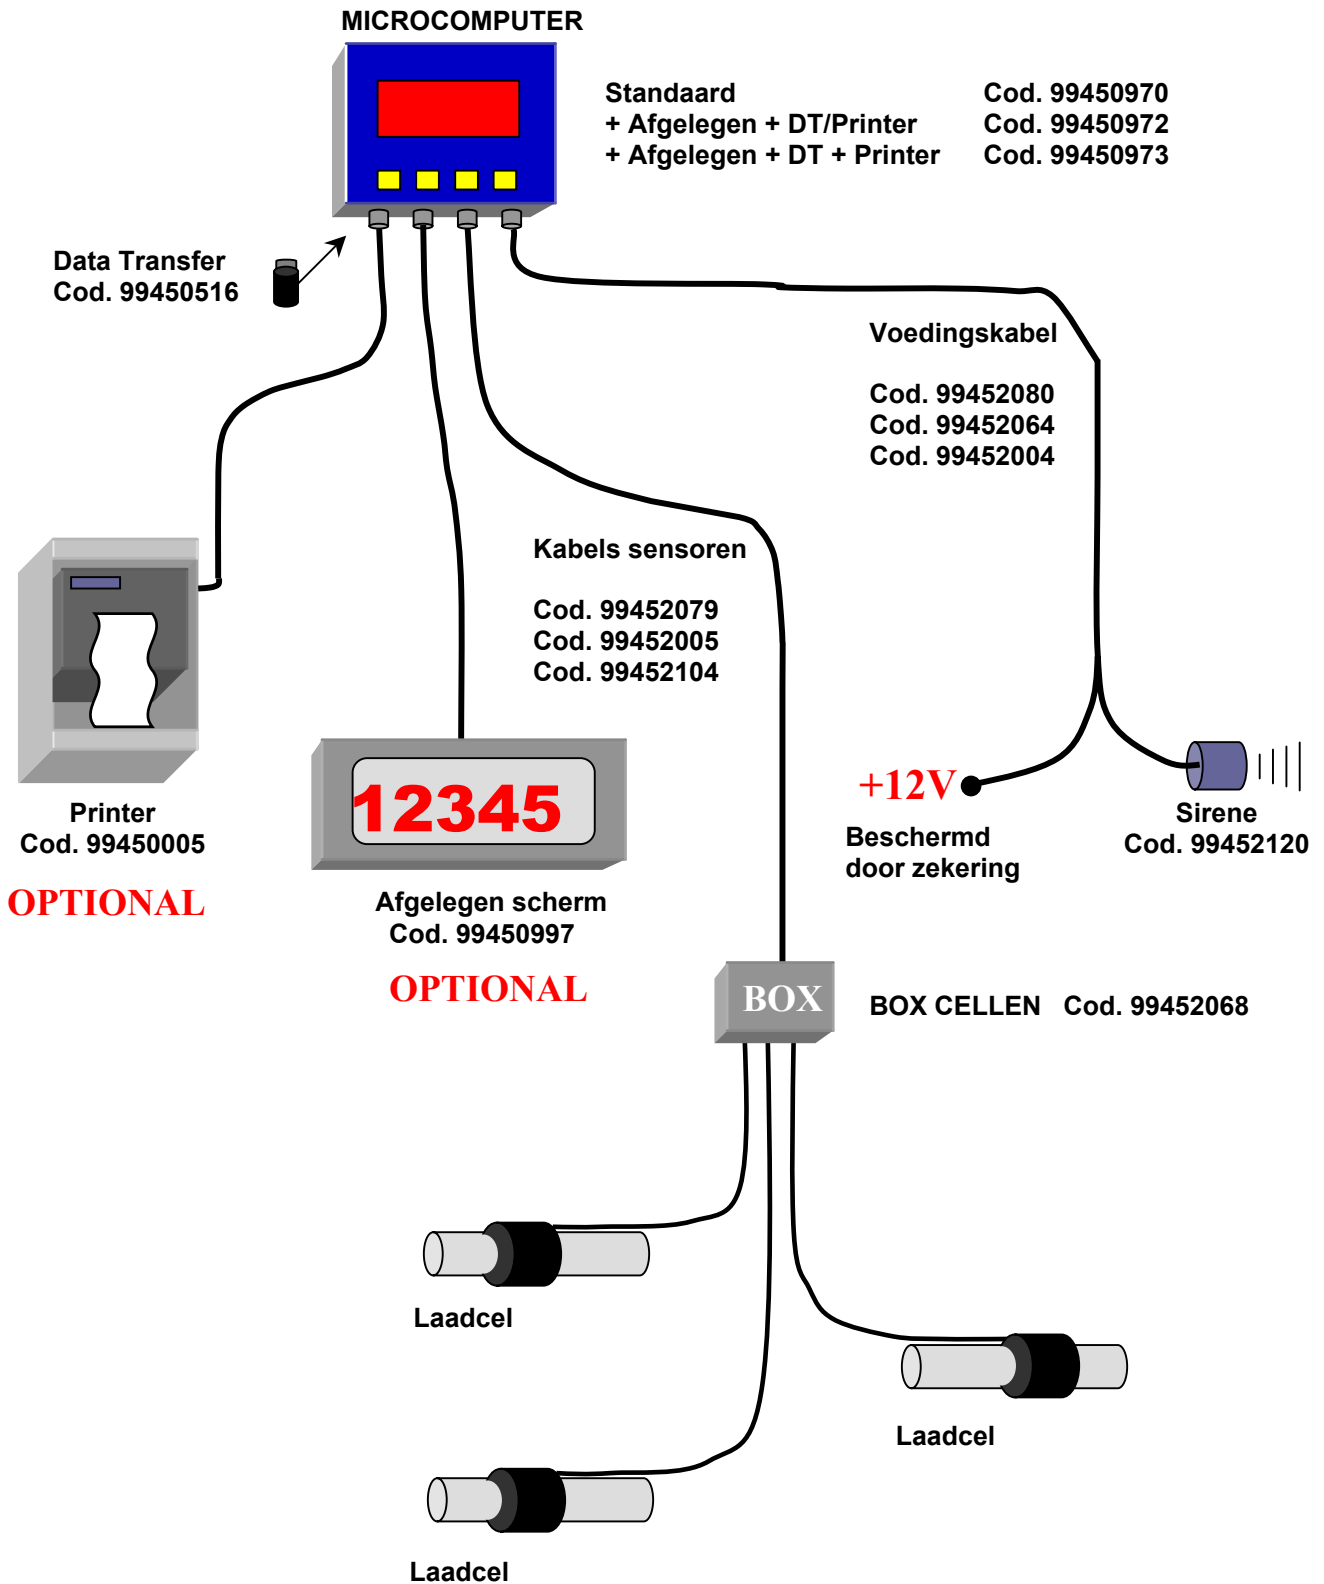 MICROCOMPUTER
Standaard Cod. 99450970
+ Afgelegen + DT/Printer Cod. 99450972
+ Afgelegen + DT + Printer Cod. 99450973
Data Transfer
Cod. 99450516
Voedingskabel
Cod. 99452080
Cod. 99452064
Cod. 99452004
Kabels sensoren
Cod. 99452079
Cod. 99452005
Cod. 99452104
Printer
Cod. 99450005
OPTIONAL
12345
Afgelegen scherm
Cod. 99450997
OPTIONAL
+12V
Beschermd
door zekering
Sirene
Cod. 99452120
BOX
BOX CELLEN Cod. 99452068
Laadcel
Laadcel
Laadcel